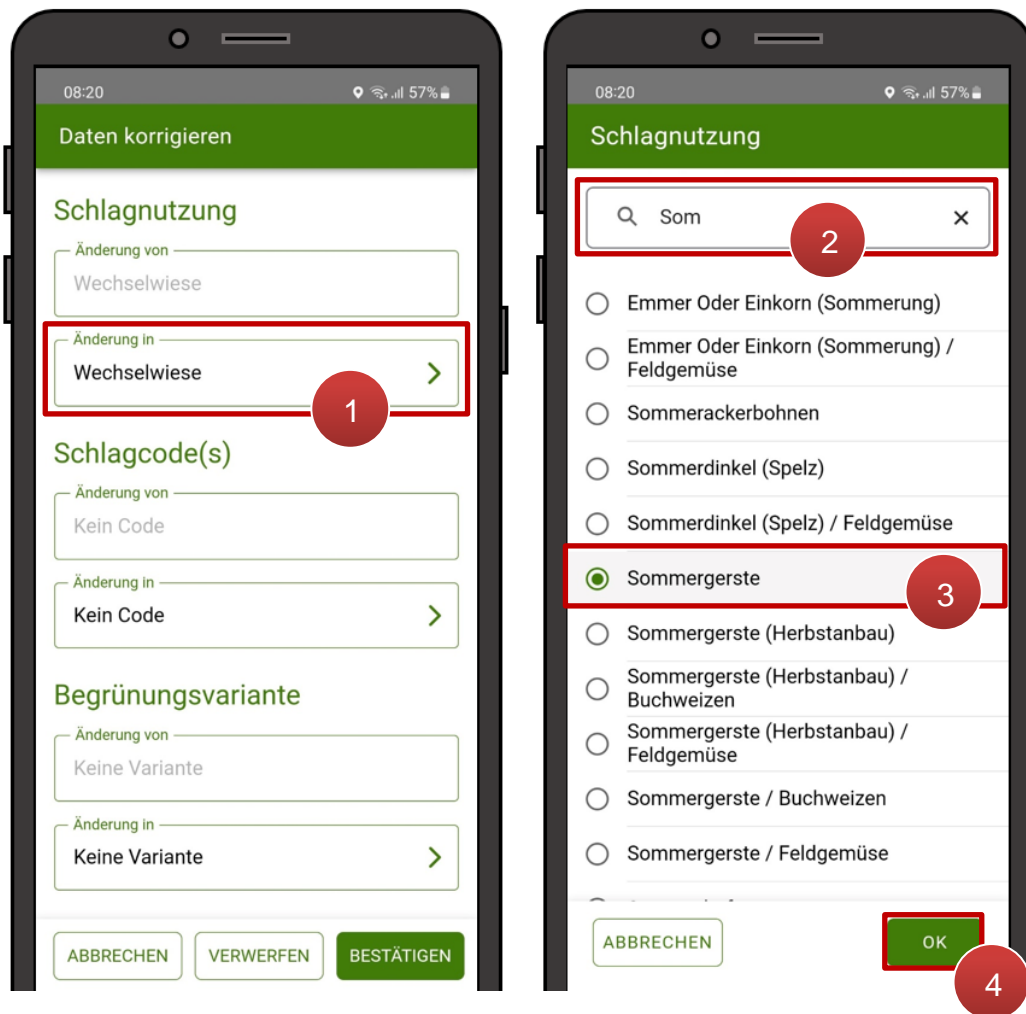 08:20 57%
Daten korrigieren
Schlagnutzung
Änderung von
Wechselwiese
Änderung in
Wechselwiese
1
Schlagcode(s)
Änderung von
Kein Code
Änderung in
Kein Code
Begrünungsvariante
Änderung von
Keine Variante
Änderung in
Keine Variante
ABBRECHEN VERWERFEN BESTÄTIGEN
08:20 57%
Schlagnutzung
Som
2
Emmer Oder Einkorn (Sommerung)
Emmer Oder Einkorn (Sommerung) /
Feldgemüse
Sommerackerbohnen
Sommerdinkel (Spelz)
Sommerdinkel (Spelz) / Feldgemüse
Sommergerste
3
Sommergerste (Herbstanbau)
Sommergerste (Herbstanbau) /
Buchweizen
Sommergerste (Herbstanbau) /
Feldgemüse
Sommergerste / Buchweizen
Sommergerste / Feldgemüse
ABBRECHEN OK
4